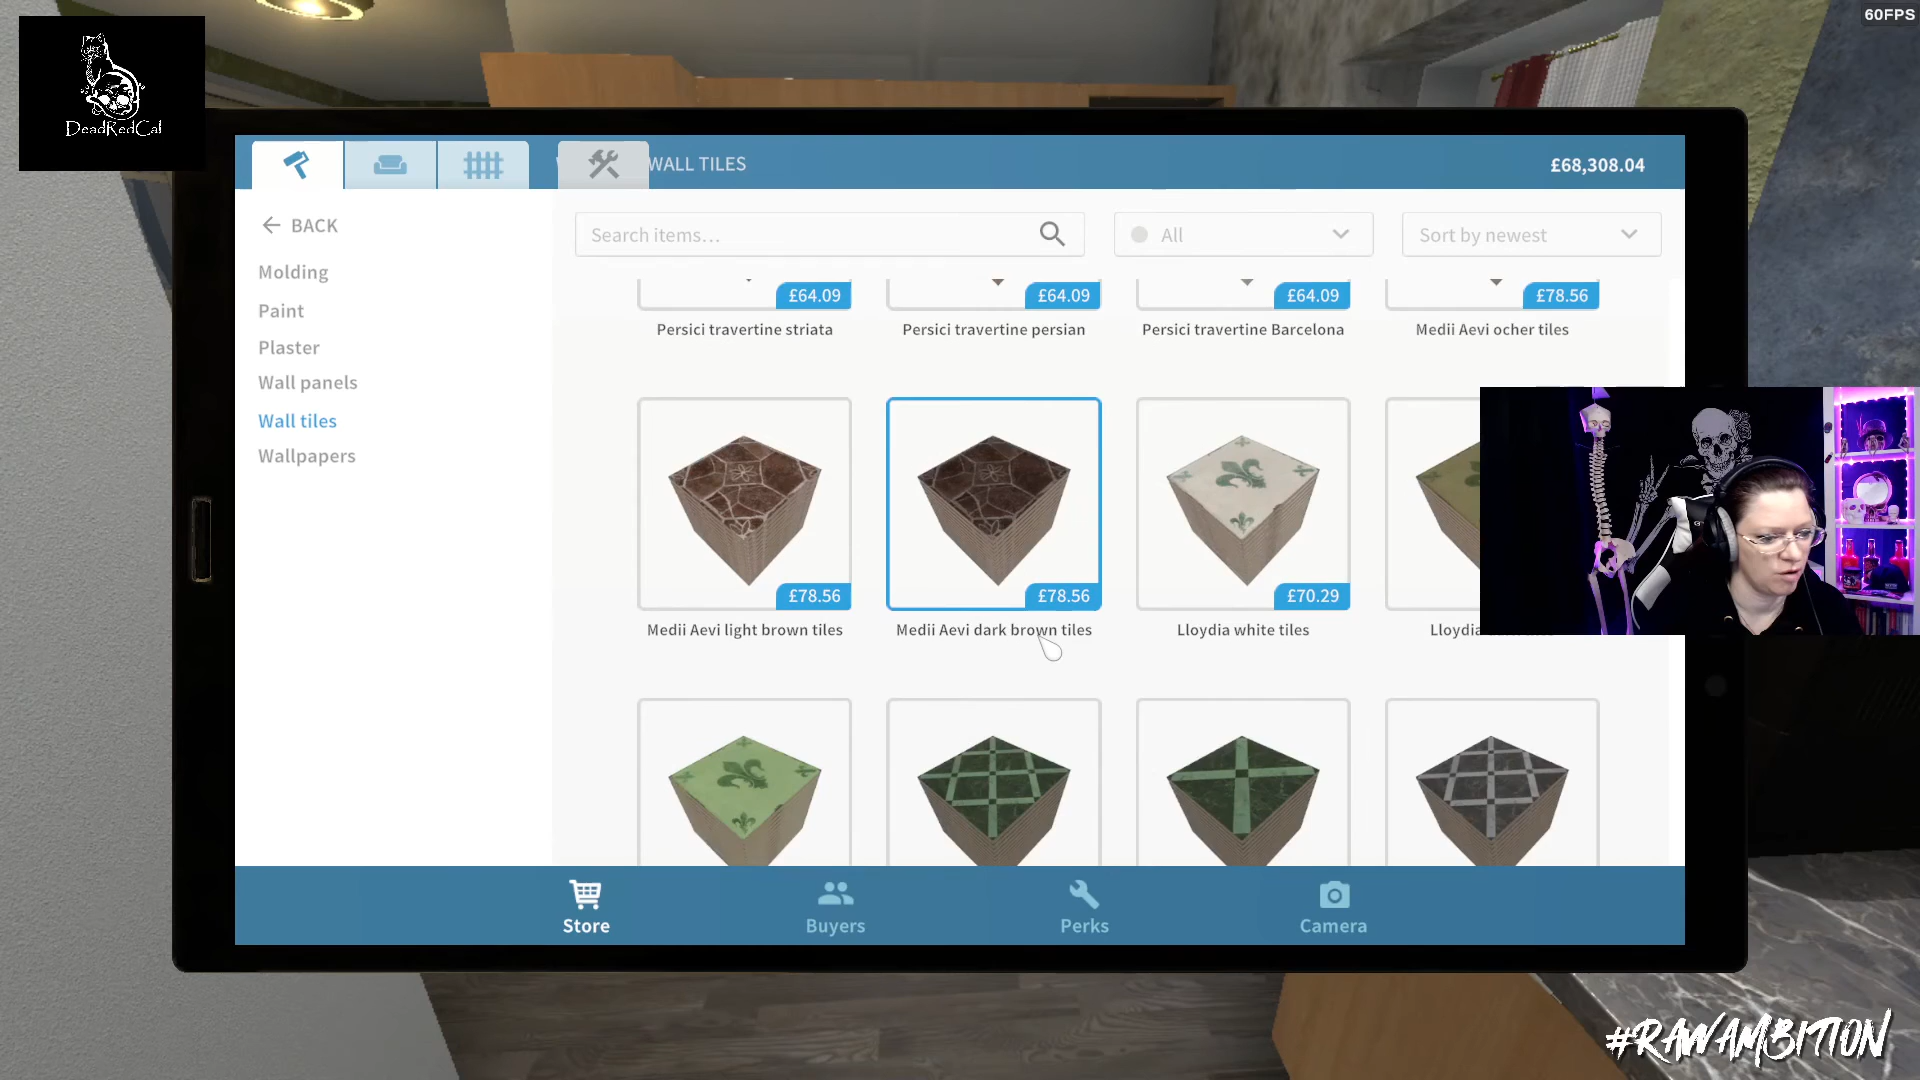 60FPS
DeadRedCal
WALL TILES
£68,308.04
BACK
Search items...
All
Sort by newest
Molding
Paint
Plaster
Wall panels
Wall tiles
Wallpapers
£64.09
£64.09
£64.09
£78.56
Persici travertine striata
Persici travertine persian
Persici travertine Barcelona
Medii Aevi ocher tiles
£78.56
£78.56
£70.29
Medii Aevi light brown tiles
Medii Aevi dark brown tiles
Lloydia white tiles
Store
Buyers
Perks
Camera
#RAWAMBITION